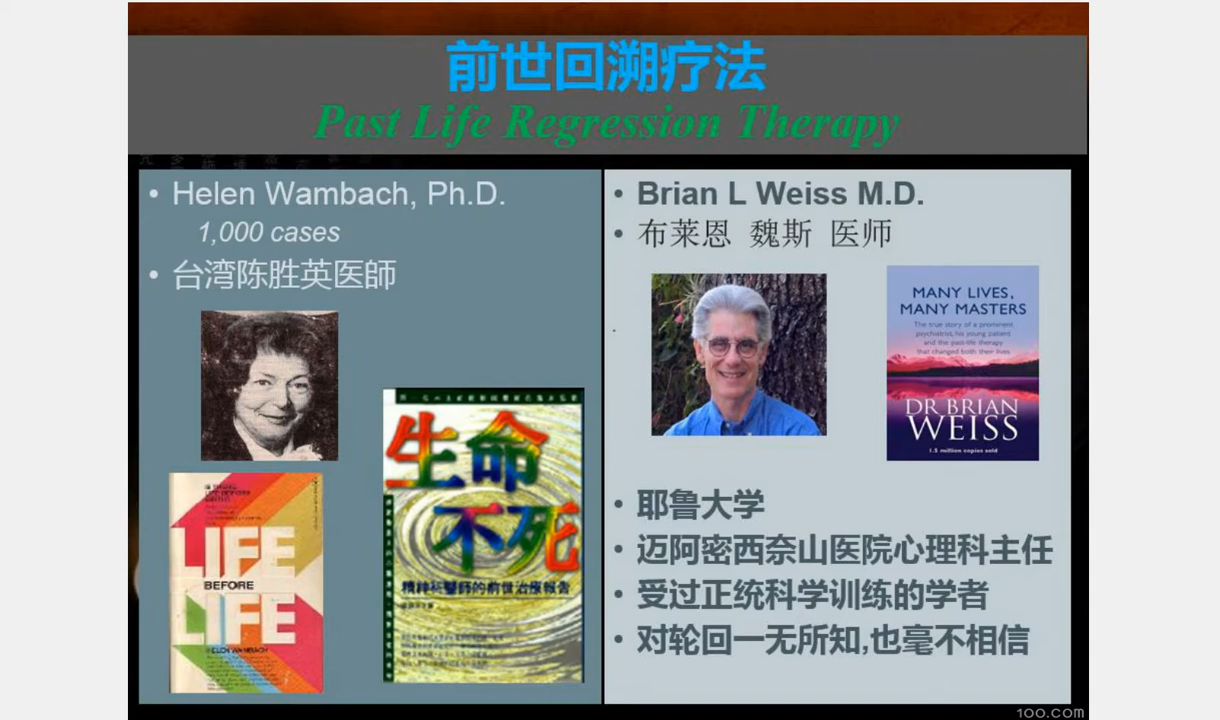 前世回溯疗法
Past Life Regression Therapy
• Helen Wambach, Ph.D.
1,000 cases
• 台湾陈胜英医師
LIFE
BEFORE
LIFE
HELEN WAMBACH
生命
不死
精神科醫師的前世治療報告
• Brian L Weiss M.D.
• 布莱恩 魏斯 医师
MANY LIVES,
MANY MASTERS
The true story of a prominent
psychiatrist, his young patient
and the past-life therapy
that changed both their lives
DR BRIAN
WEISS
1.5 million copies sold
• 耶鲁大学
• 迈阿密西奈山医院心理科主任
• 受过正统科学训练的学者
• 对轮回一无所知,也毫不相信
100.com